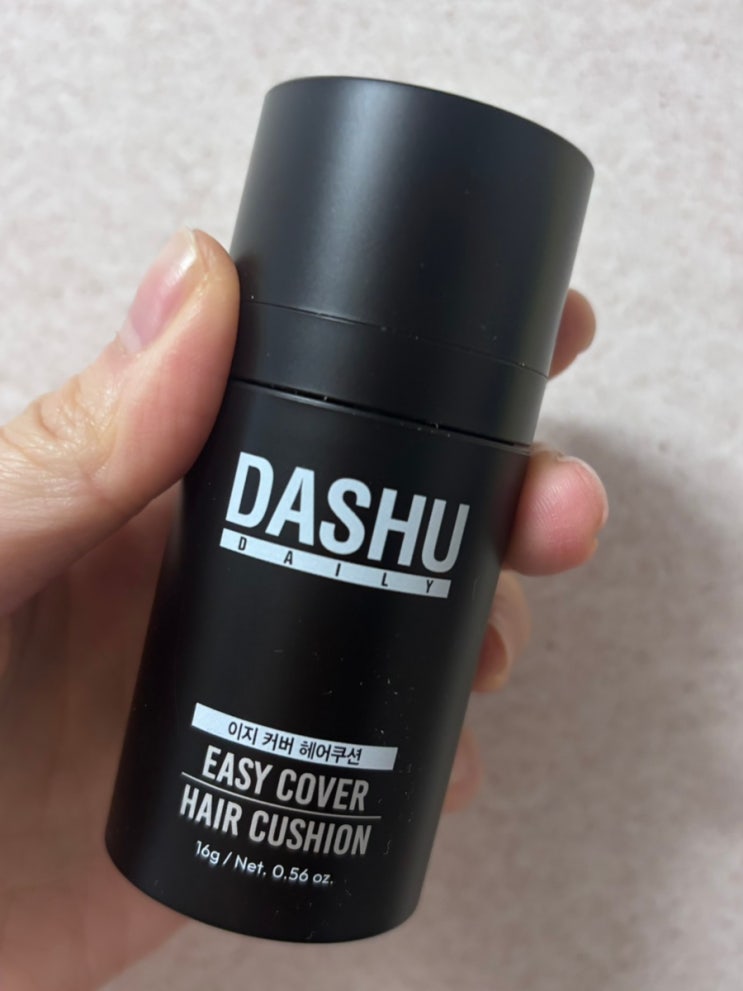 DASHU
DAILY
이지 커버 헤어쿠션
EASY COVER
HAIR CUSHION
16g / Net. 0.56 oz.